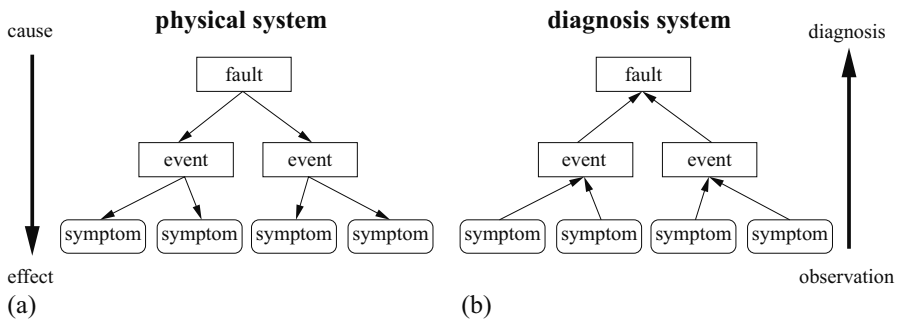 physical system
cause
fault
event event
symptom symptom symptom symptom
effect
(a)
diagnosis system
diagnosis
fault
event event
symptom symptom symptom symptom
observation
(b)